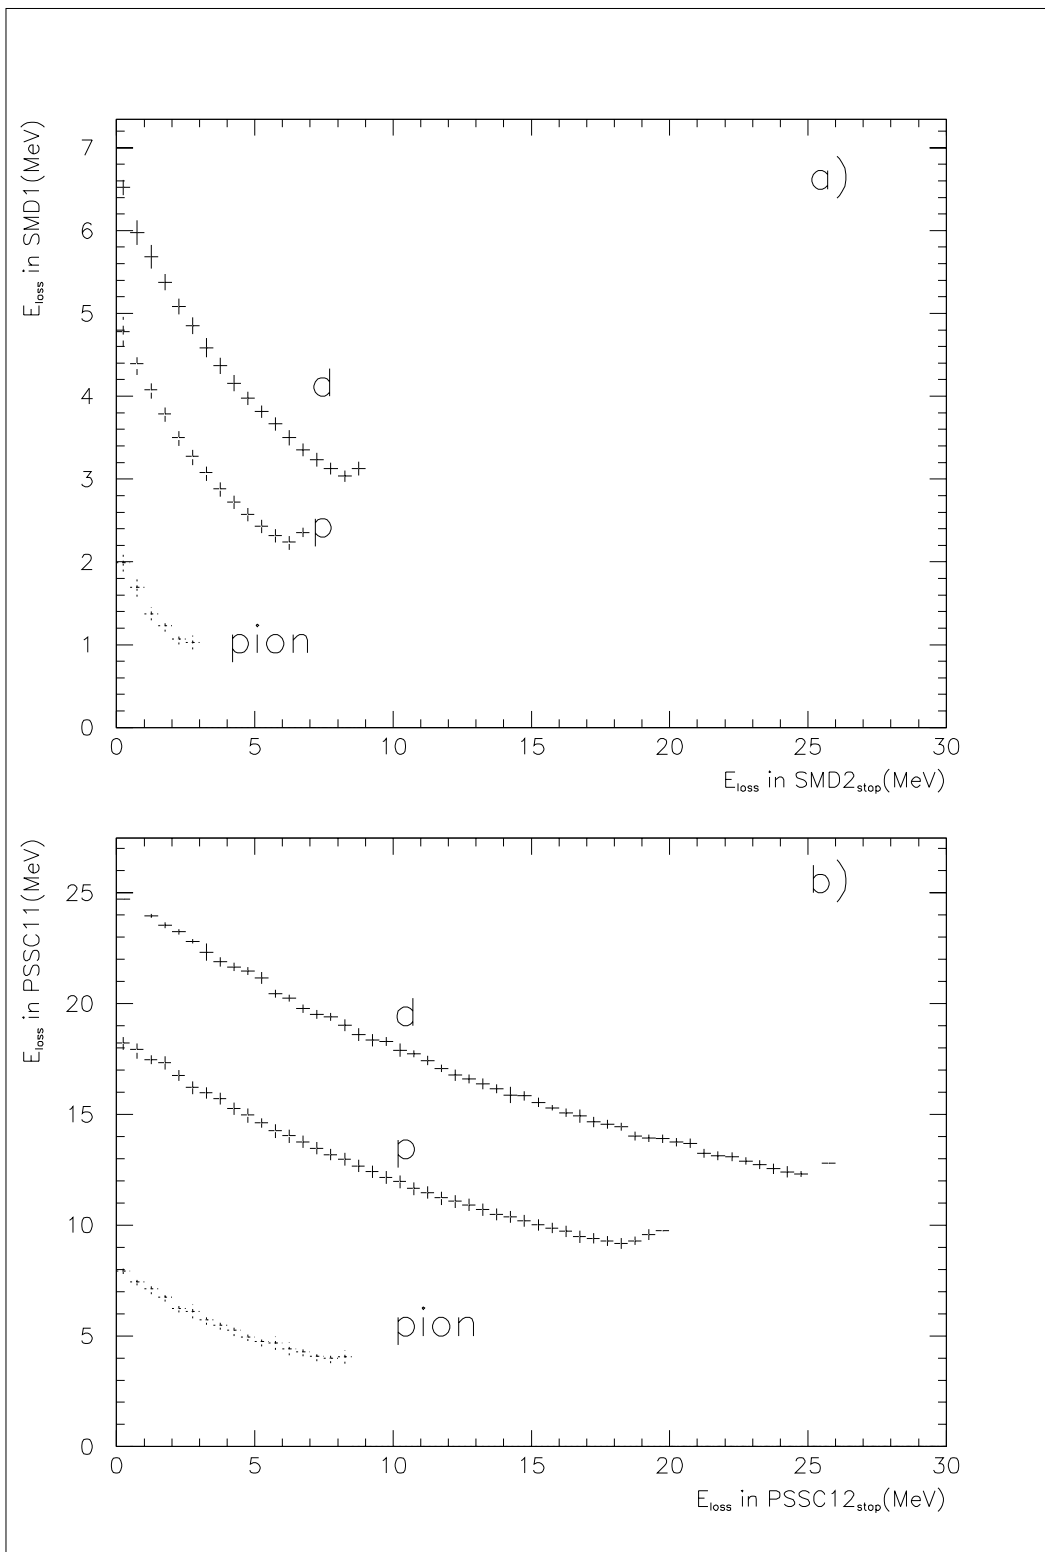 a)
E_loss in SMD1(MeV)
7
6
5
4
3
2
1
0
d
p
pion
0 5 10 15 20 25 30
E_loss in SMD2_stop(MeV)
b)
E_loss in PSSC11(MeV)
25
20
15
10
5
0
d
p
pion
0 5 10 15 20 25 30
E_loss in PSSC12_stop(MeV)